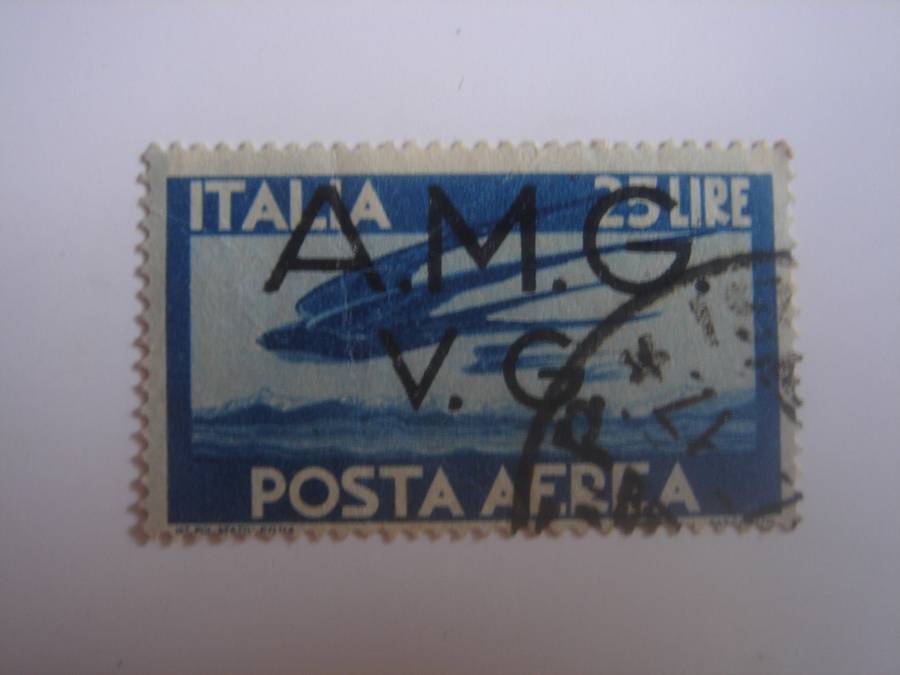 ITALIA 25 LIRE
A.M.G.
V.G.
POSTA AEREA